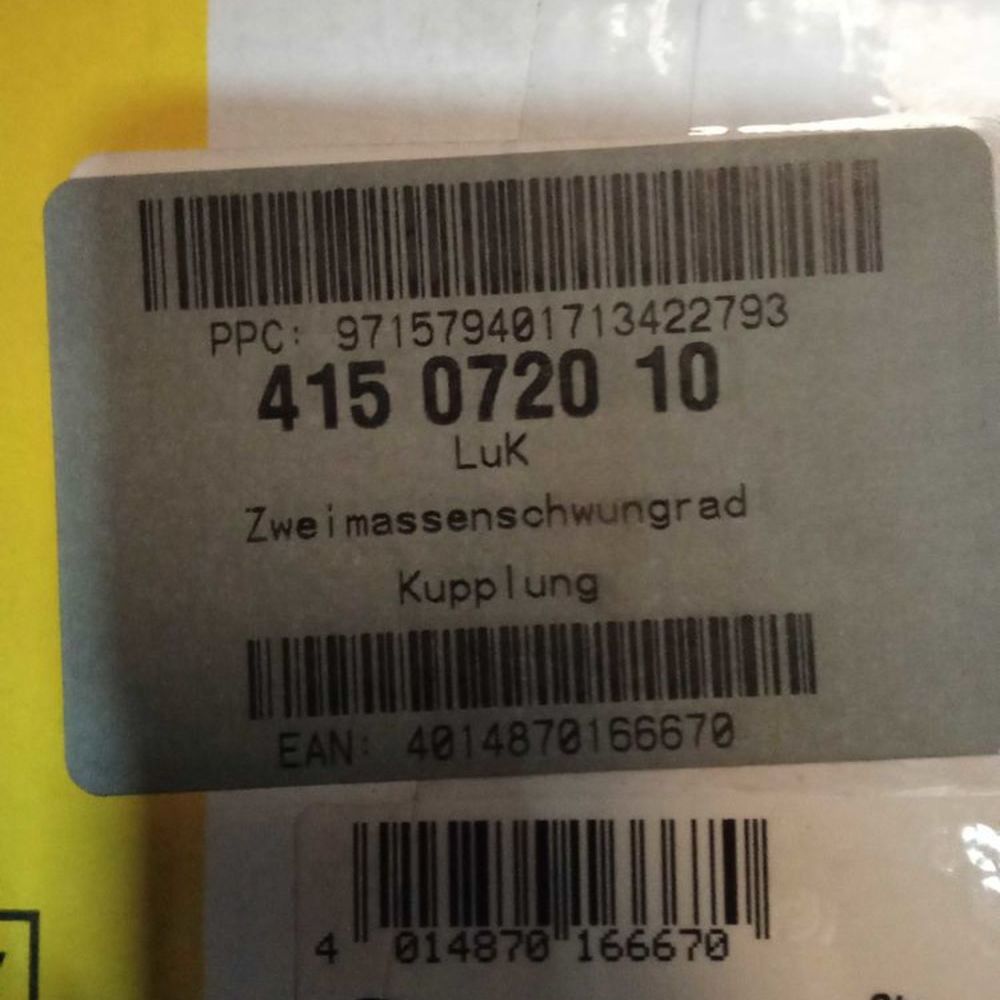 PPC: 971579401713422793
415 0720 10
LuK
Zweimassenschwungrad
Kupplung
EAN: 4014870166670
4 014870 166670